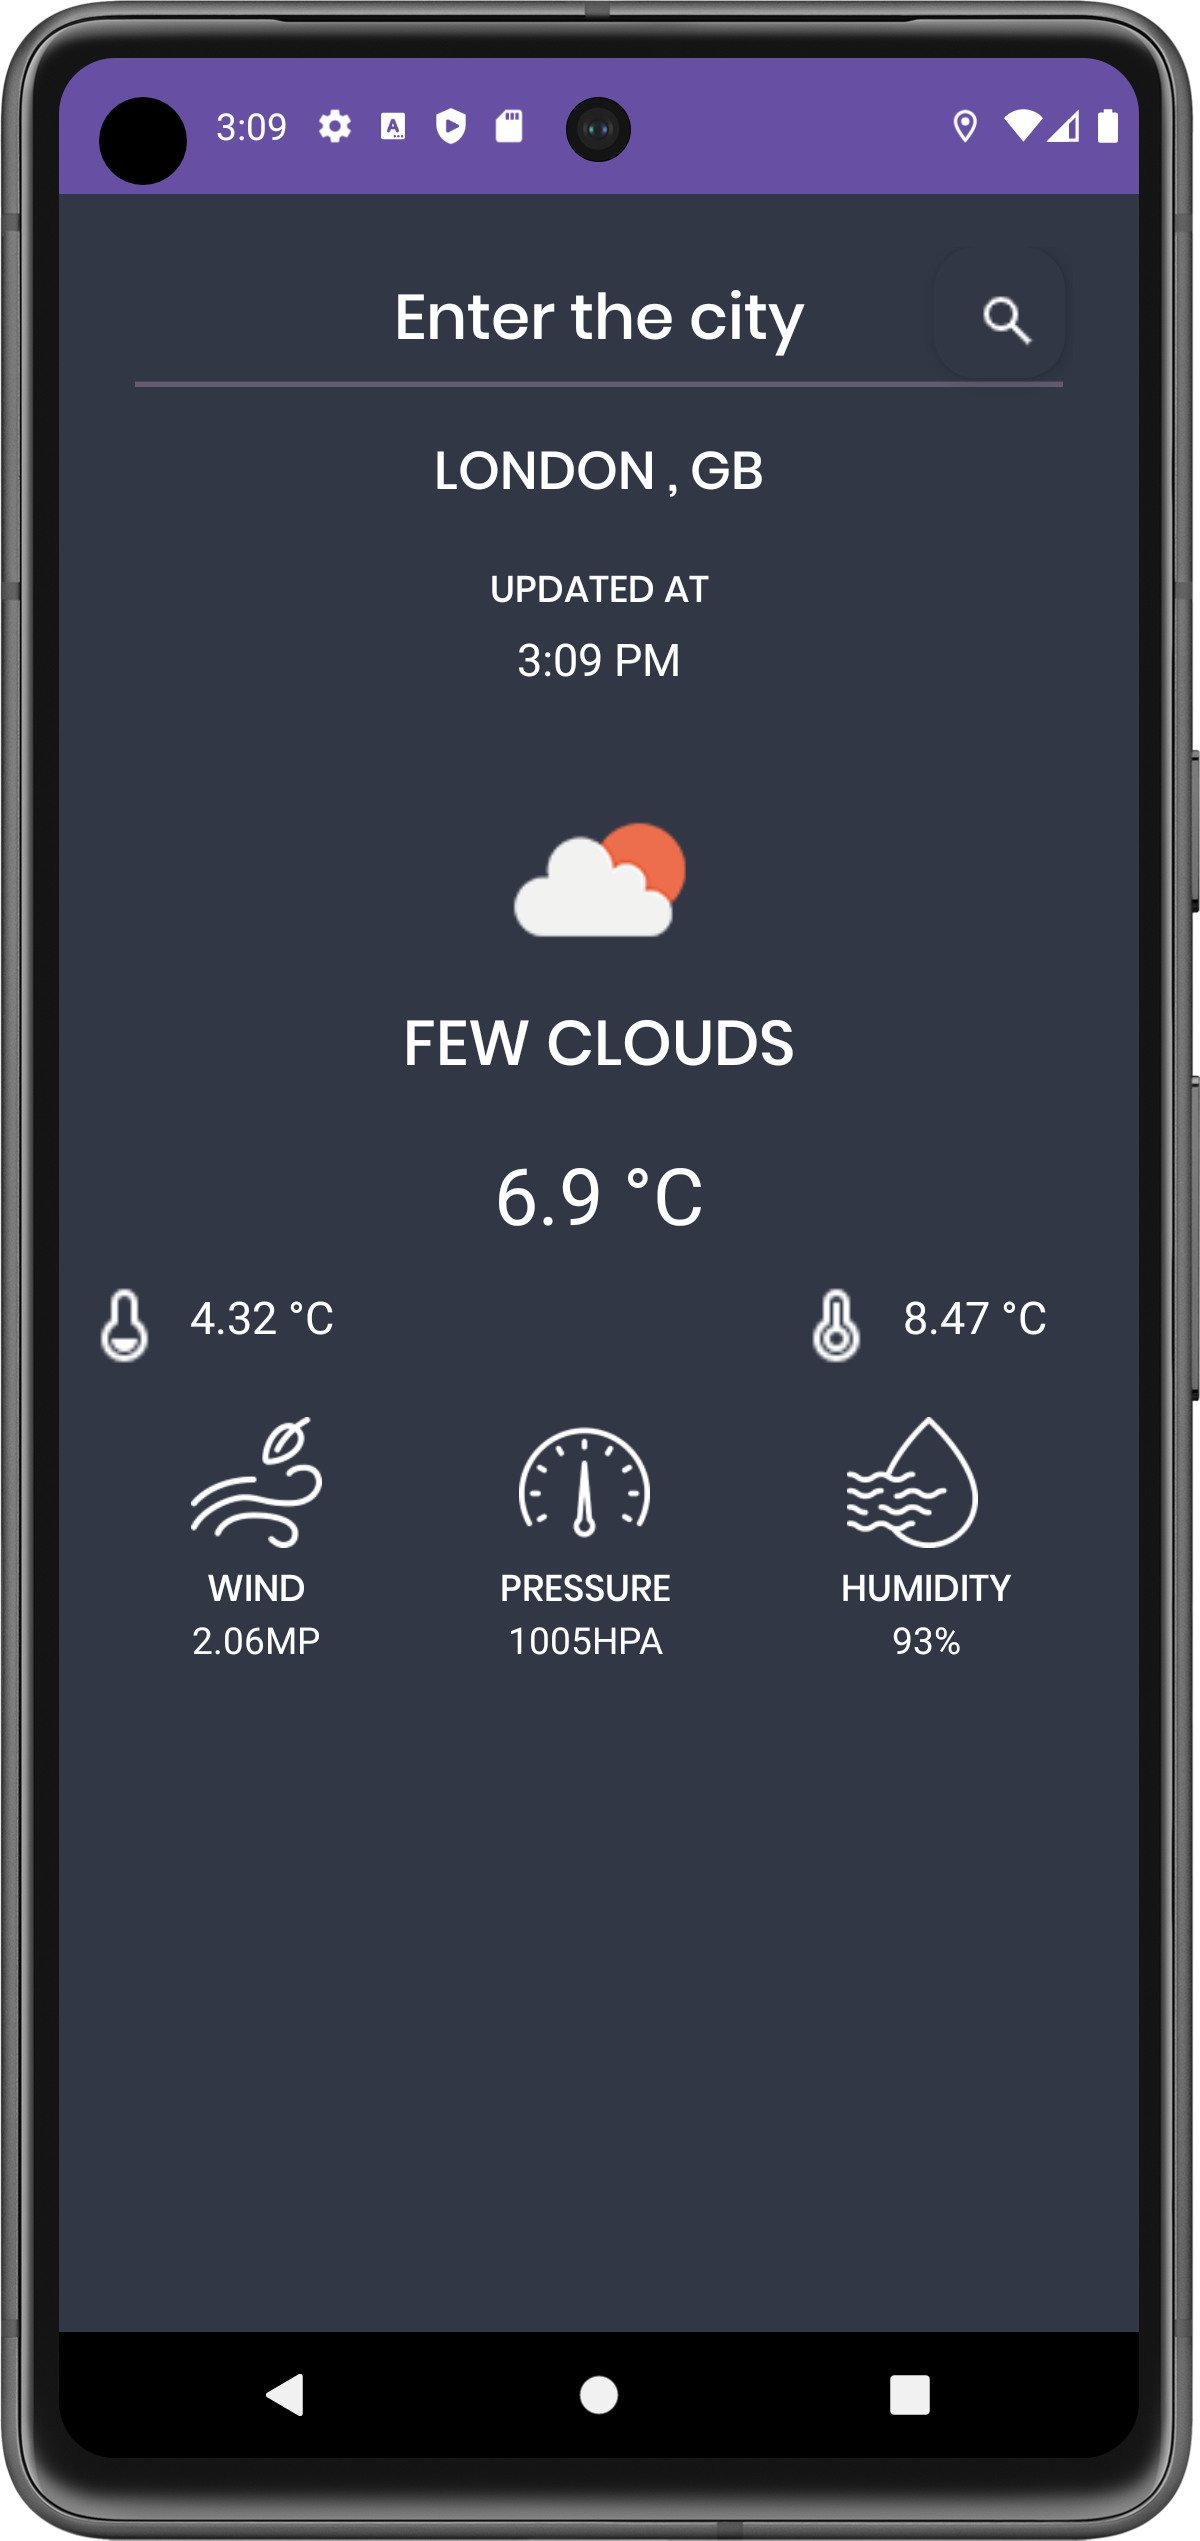 3:09
Enter the city
LONDON , GB
UPDATED AT
3:09 PM
FEW CLOUDS
6.9 °C
4.32 °C 8.47 °C
WIND PRESSURE HUMIDITY
2.06MP 1005HPA 93%